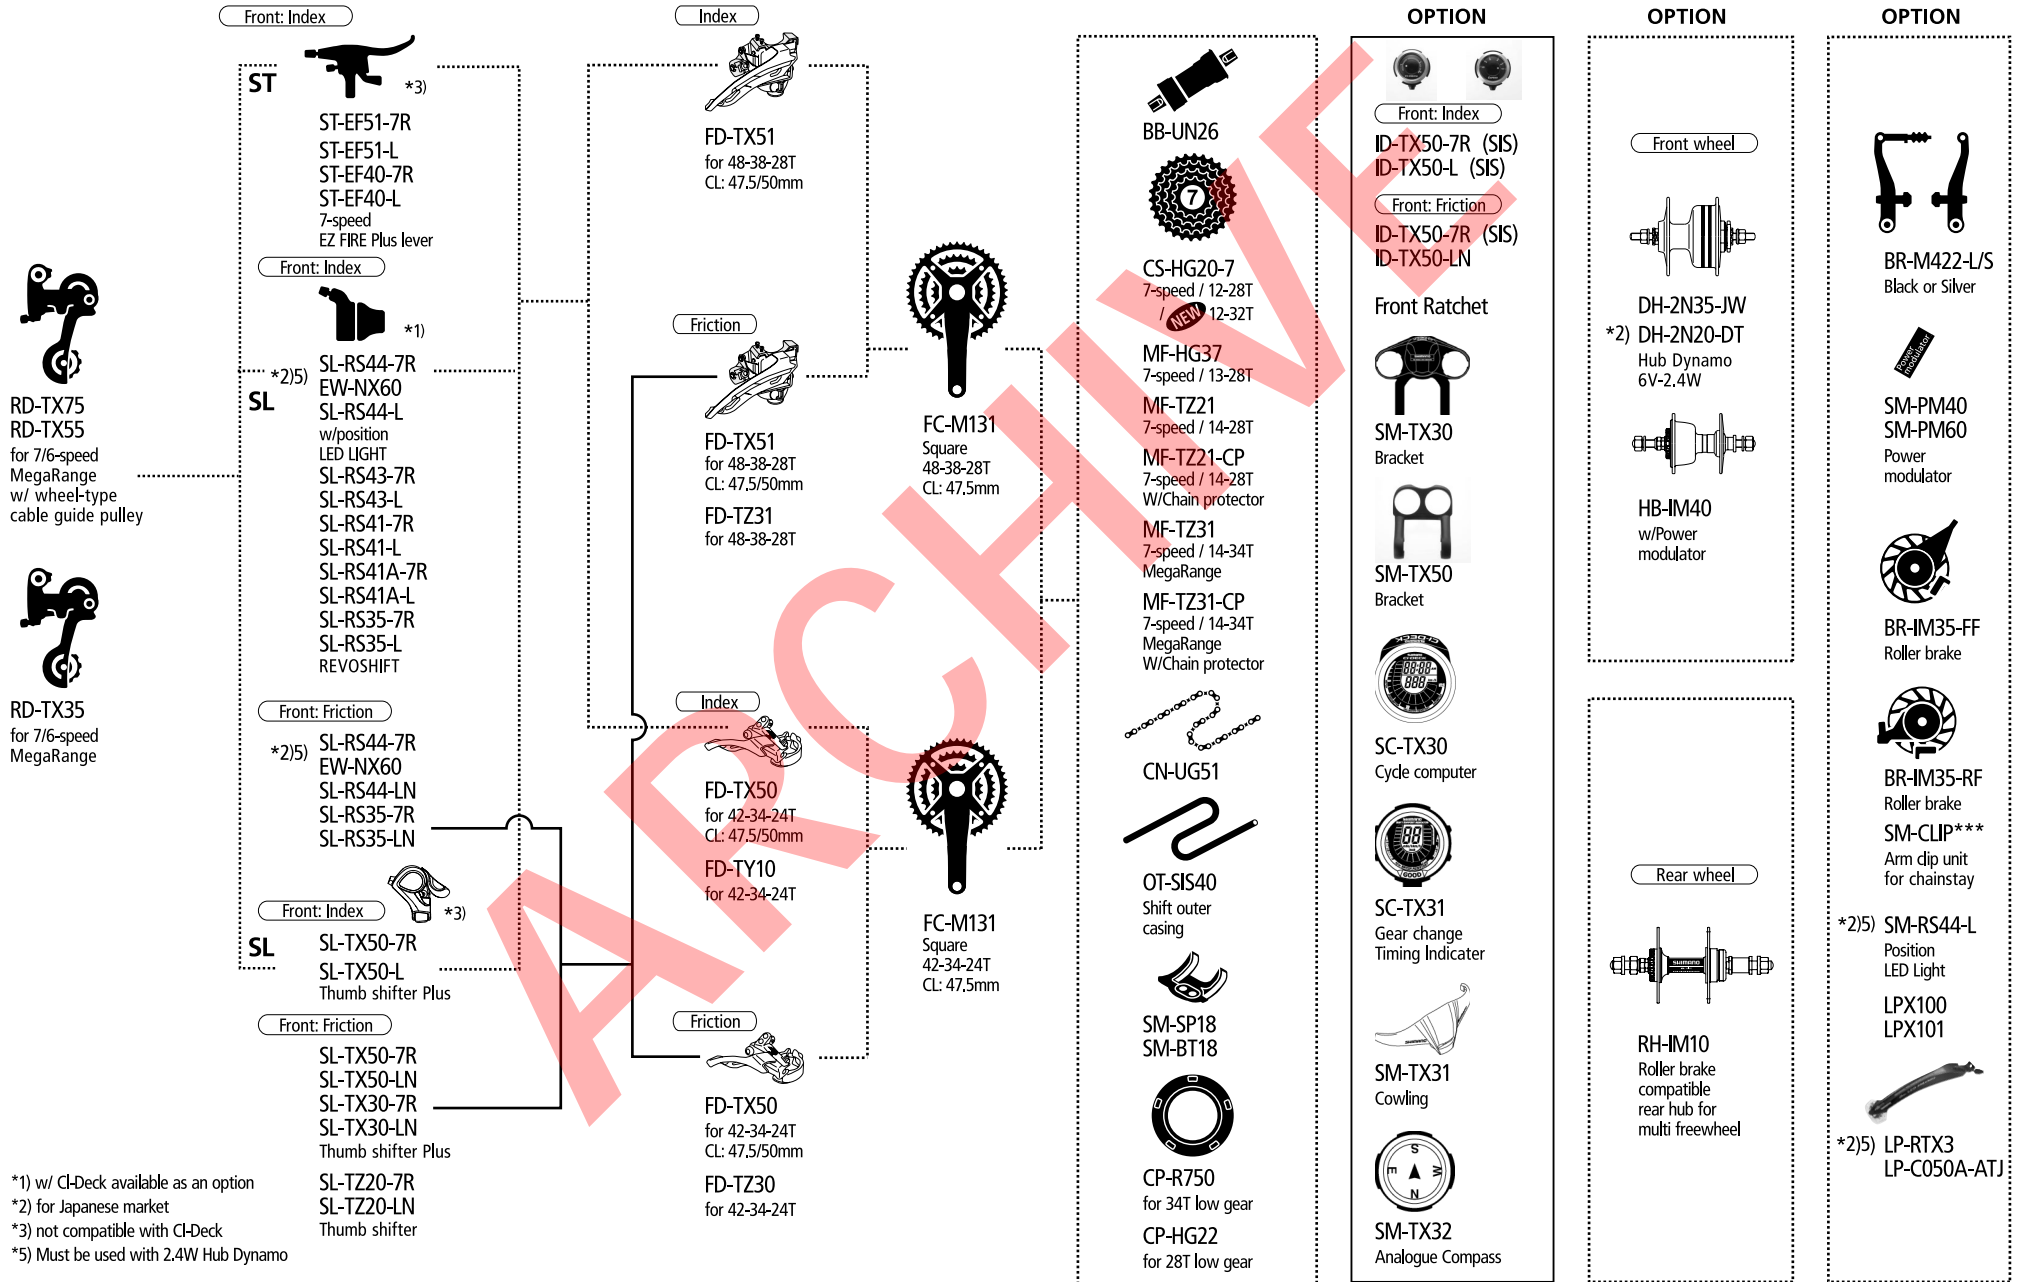 Front: Index
ST
*3)
ST-EF51-7R
ST-EF51-L
ST-EF40-7R
ST-EF40-L
7-speed
EZ FIRE Plus lever
Front: Index
*1)
*2)5) SL-RS44-7R
EW-NX60
SL
SL-RS44-L
w/position
LED LIGHT
SL-RS43-7R
SL-RS43-L
SL-RS41-7R
SL-RS41-L
SL-RS41A-7R
SL-RS41A-L
SL-RS35-7R
SL-RS35-L
REVOSHIFT
RD-TX75
RD-TX55
for 7/6-speed
MegaRange
w/ wheel-type
cable guide pulley
RD-TX35
for 7/6-speed
MegaRange
Front: Friction
*2)5) SL-RS44-7R
EW-NX60
SL-RS44-LN
SL-RS35-7R
SL-RS35-LN
*3)
Front: Index
SL
SL-TX50-7R
SL-TX50-L
Thumb shifter Plus
Front: Friction
SL-TX50-7R
SL-TX50-LN
SL-TX30-7R
SL-TX30-LN
Thumb shifter Plus
SL-TZ20-7R
SL-TZ20-LN
Thumb shifter
*1) w/ CI-Deck available as an option
*2) for Japanese market
*3) not compatible with CI-Deck
*5) Must be used with 2.4W Hub Dynamo
Index
FD-TX51
for 48-38-28T
CL: 47.5/50mm
Friction
FD-TX51
for 48-38-28T
CL: 47.5/50mm
FD-TZ31
for 48-38-28T
Index
FD-TX50
for 42-34-24T
CL: 47.5/50mm
FD-TY10
for 42-34-24T
Friction
FD-TX50
for 42-34-24T
CL: 47.5/50mm
FD-TZ30
for 42-34-24T
FC-M131
Square
48-38-28T
CL: 47.5mm
FC-M131
Square
42-34-24T
CL: 47.5mm
BB-UN26
7
CS-HG20-7
7-speed / 12-28T
/ NEW 12-32T
MF-HG37
7-speed / 13-28T
MF-TZ21
7-speed / 14-28T
MF-TZ21-CP
7-speed / 14-28T
W/Chain protector
MF-TZ31
7-speed / 14-34T
MegaRange
MF-TZ31-CP
7-speed / 14-34T
MegaRange
W/Chain protector
CN-UG51
OT-SIS40
Shift outer
casing
SM-SP18
SM-BT18
CP-R750
for 34T low gear
CP-HG22
for 28T low gear
OPTION
Front: Index
ID-TX50-7R (SIS)
ID-TX50-L (SIS)
Front: Friction
ID-TX50-7R (SIS)
ID-TX50-LN
Front Ratchet
SM-TX30
Bracket
SM-TX50
Bracket
CI-DECK
88:88
888
SC-TX30
Cycle computer
88
GOOD
SC-TX31
Gear change
Timing Indicater
SM-TX31
Cowling
S
E
W
N
SM-TX32
Analogue Compass
OPTION
Front wheel
DH-2N35-JW
*2) DH-2N20-DT
Hub Dynamo
6V-2.4W
HB-IM40
w/Power
modulator
Rear wheel
SHIMANO
RH-IM10
Roller brake
compatible
rear hub for
multi freewheel
OPTION
BR-M422-L/S
Black or Silver
Power
modulator
SM-PM40
SM-PM60
Power
modulator
BR-IM35-FF
Roller brake
BR-IM35-RF
Roller brake
SM-CLIP***
Arm clip unit
for chainstay
*2)5) SM-RS44-L
Position
LED Light
LPX100
LPX101
*2)5) LP-RTX3
LP-C050A-ATJ
ARCHIVE